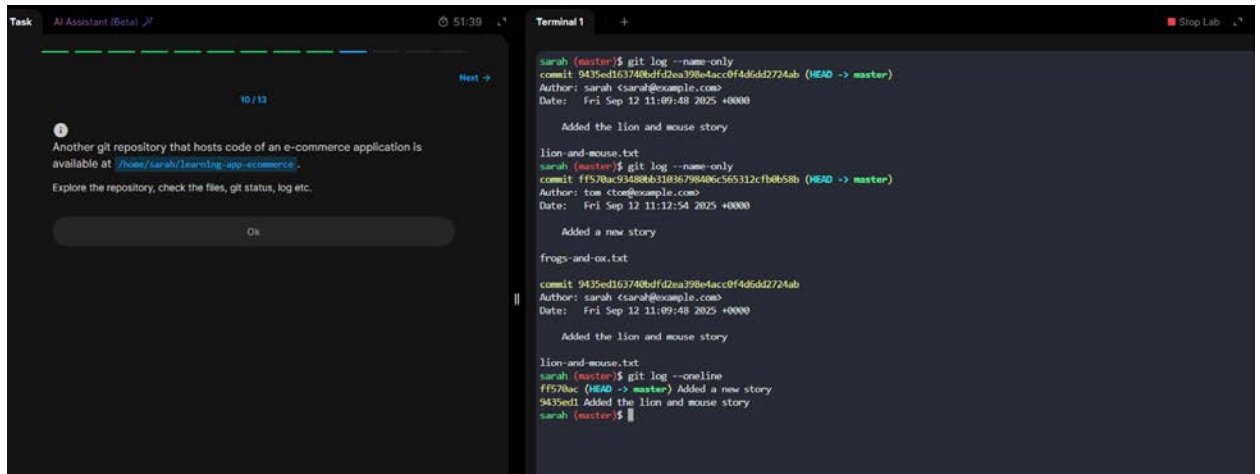 Task AI Assistant (Beta) 51:39
Next →
10/13
Another git repository that hosts code of an e-commerce application is
available at /home/sarah/learning-app-ecommerce .
Explore the repository, check the files, git status, log etc.
Ok
Terminal 1 +
Stop Lab
sarah (master)$ git log --name-only
commit 9435ed163740bdfd2ea398e4acc0f4d6dd2724ab (HEAD -> master)
Author: sarah <sarah@example.com>
Date: Fri Sep 12 11:09:48 2025 +0000
Added the lion and mouse story
lion-and-mouse.txt
sarah (master)$ git log --name-only
commit ff570ac93480bb31036798406c565312cfb0b58b (HEAD -> master)
Author: tom <tom@example.com>
Date: Fri Sep 12 11:12:54 2025 +0000
Added a new story
frogs-and-ox.txt
commit 9435ed163740bdfd2ea398e4acc0f4d6dd2724ab
Author: sarah <sarah@example.com>
Date: Fri Sep 12 11:09:48 2025 +0000
Added the lion and mouse story
lion-and-mouse.txt
sarah (master)$ git log --oneline
ff570ac (HEAD -> master) Added a new story
9435ed1 Added the lion and mouse story
sarah (master)$